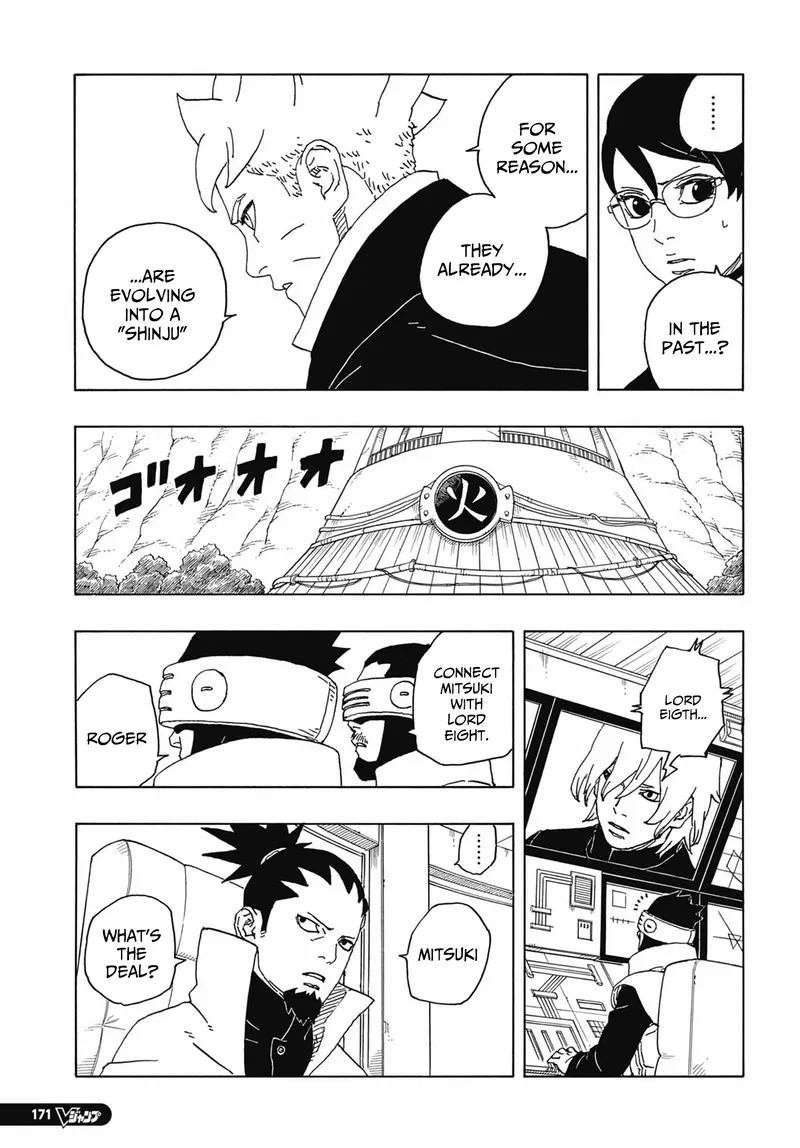 ......
IN THE
PAST...?
FOR
SOME
REASON...
THEY
ALREADY...
...ARE
EVOLVING
INTO A
"SHINJU"
ゴオオオ
火
LORD
EIGTH...
CONNECT
MITSUKI
WITH
LORD
EIGHT.
ROGER
......
MITSUKI
WHAT'S
THE
DEAL?
171 Vジャンプ